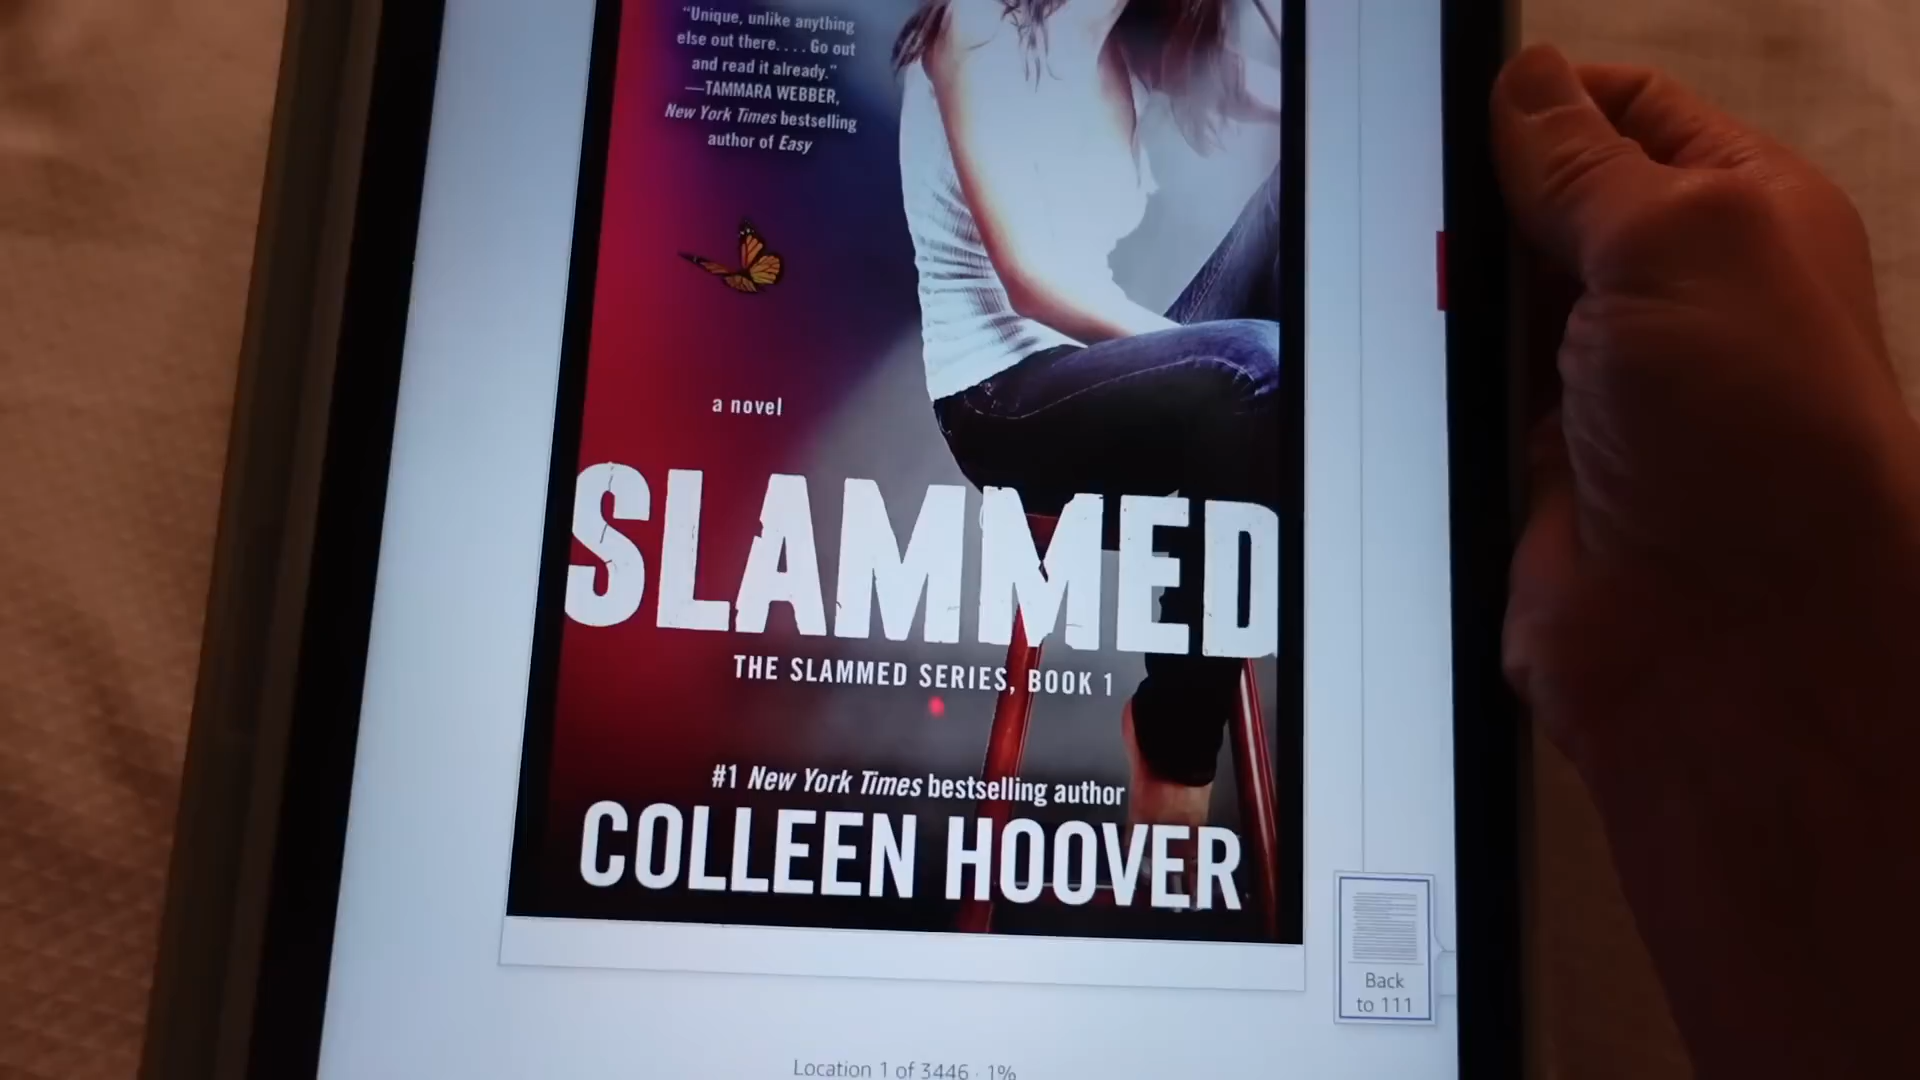 “Unique, unlike anything
else out there. . . . Go out
and read it already.”
—TAMMARA WEBBER,
New York Times bestselling
author of Easy
a novel
SLAMMED
THE SLAMMED SERIES, BOOK 1
#1 New York Times bestselling author
COLLEEN HOOVER
Back
to 111
Location 1 of 3446 · 1%